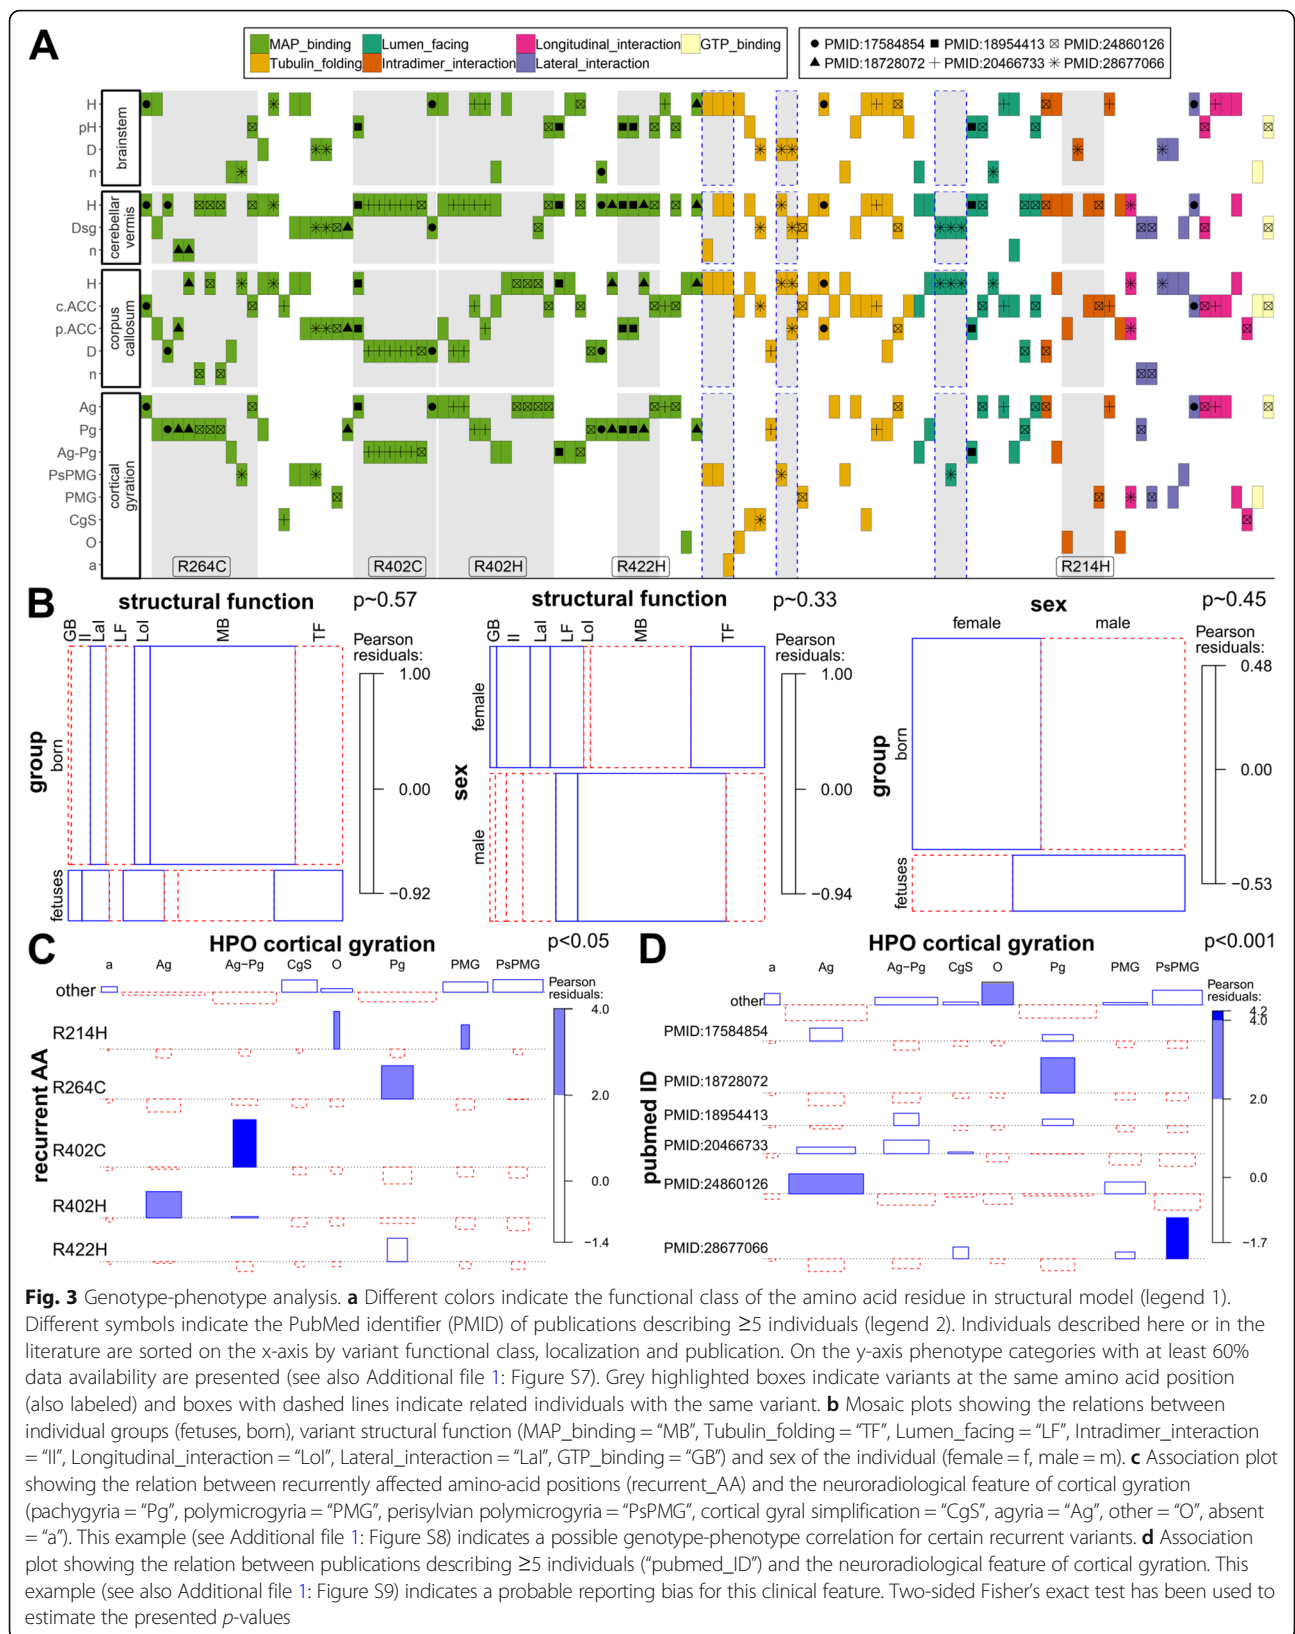 A
MAP_binding Lumen_facing Longitudinal_interaction GTP_binding
Tubulin_folding Intradimer_interaction Lateral_interaction
PMID:17584854 PMID:18954413 PMID:24860126
PMID:18728072 PMID:20466733 PMID:28677066
brainstem
H
pH
D
n
cerebellar
vermis
H
Dsg
n
corpus
callosum
H
c.ACC
p.ACC
D
n
cortical
gyration
Ag
Pg
Ag-Pg
PsPMG
PMG
CgS
O
a
R264C R402C R402H R422H R214H
B
structural function p~0.57
GB II LaI LF LoI MB TF
group
born
fetuses
Pearson
residuals:
1.00
0.00
−0.92
structural function p~0.33
GB II LaI LF LoI MB TF
sex
female
male
Pearson
residuals:
1.00
0.00
−0.94
sex p~0.45
female male
group
born
fetuses
Pearson
residuals:
0.48
0.00
−0.53
C
HPO cortical gyration p<0.05
a Ag Ag−Pg CgS O Pg PMG PsPMG
recurrent AA
other
R214H
R264C
R402C
R402H
R422H
Pearson
residuals:
4.0
2.0
0.0
−1.4
D
HPO cortical gyration p<0.001
a Ag Ag−Pg CgS O Pg PMG PsPMG
pubmed ID
other
PMID:17584854
PMID:18728072
PMID:18954413
PMID:20466733
PMID:24860126
PMID:28677066
Pearson
residuals:
4.2
4.0
2.0
0.0
−1.7
Fig. 3 Genotype-phenotype analysis. a Different colors indicate the functional class of the amino acid residue in structural model (legend 1).
Different symbols indicate the PubMed identifier (PMID) of publications describing ≥5 individuals (legend 2). Individuals described here or in the
literature are sorted on the x-axis by variant functional class, localization and publication. On the y-axis phenotype categories with at least 60%
data availability are presented (see also Additional file 1: Figure S7). Grey highlighted boxes indicate variants at the same amino acid position
(also labeled) and boxes with dashed lines indicate related individuals with the same variant. b Mosaic plots showing the relations between
individual groups (fetuses, born), variant structural function (MAP_binding = “MB”, Tubulin_folding = “TF”, Lumen_facing = “LF”, Intradimer_interaction
= “II”, Longitudinal_interaction = “LoI”, Lateral_interaction = “LaI”, GTP_binding = “GB”) and sex of the individual (female = f, male = m). c Association plot
showing the relation between recurrently affected amino-acid positions (recurrent_AA) and the neuroradiological feature of cortical gyration
(pachygyria = “Pg”, polymicrogyria = “PMG”, perisylvian polymicrogyria = “PsPMG”, cortical gyral simplification = “CgS”, agyria = “Ag”, other = “O”, absent
= “a”). This example (see Additional file 1: Figure S8) indicates a possible genotype-phenotype correlation for certain recurrent variants. d Association
plot showing the relation between publications describing ≥5 individuals (“pubmed_ID”) and the neuroradiological feature of cortical gyration. This
example (see also Additional file 1: Figure S9) indicates a probable reporting bias for this clinical feature. Two-sided Fisher’s exact test has been used to
estimate the presented p-values